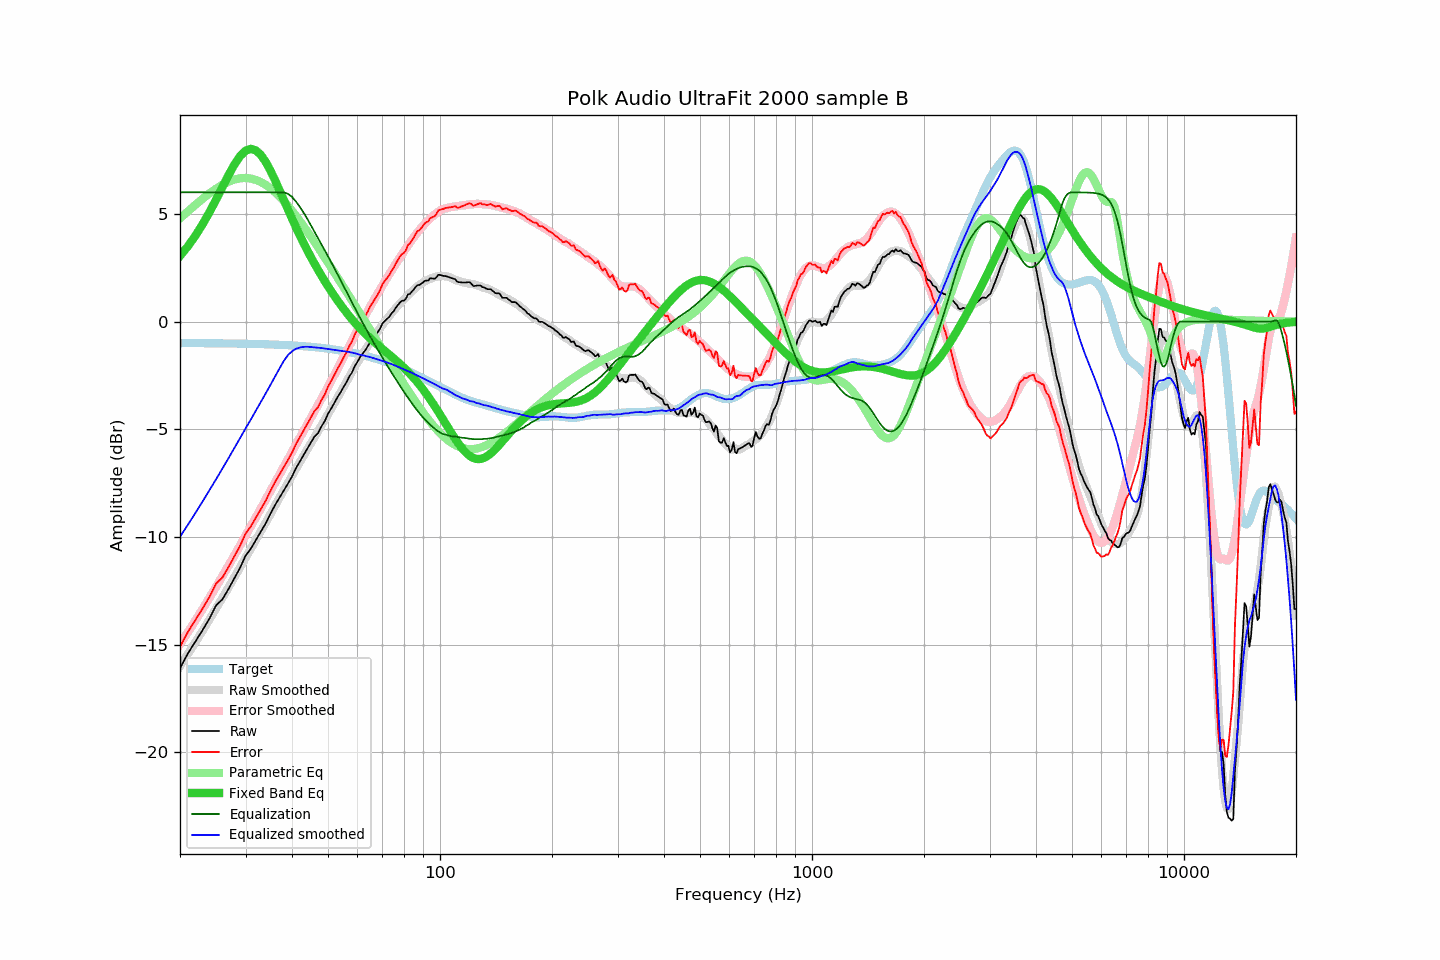 Polk Audio UltraFit 2000 sample B
Amplitude (dBr)
5
0
−5
−10
−15
−20
Target
Raw Smoothed
Error Smoothed
Raw
Error
Parametric Eq
Fixed Band Eq
Equalization
Equalized smoothed
100
1000
10000
Frequency (Hz)